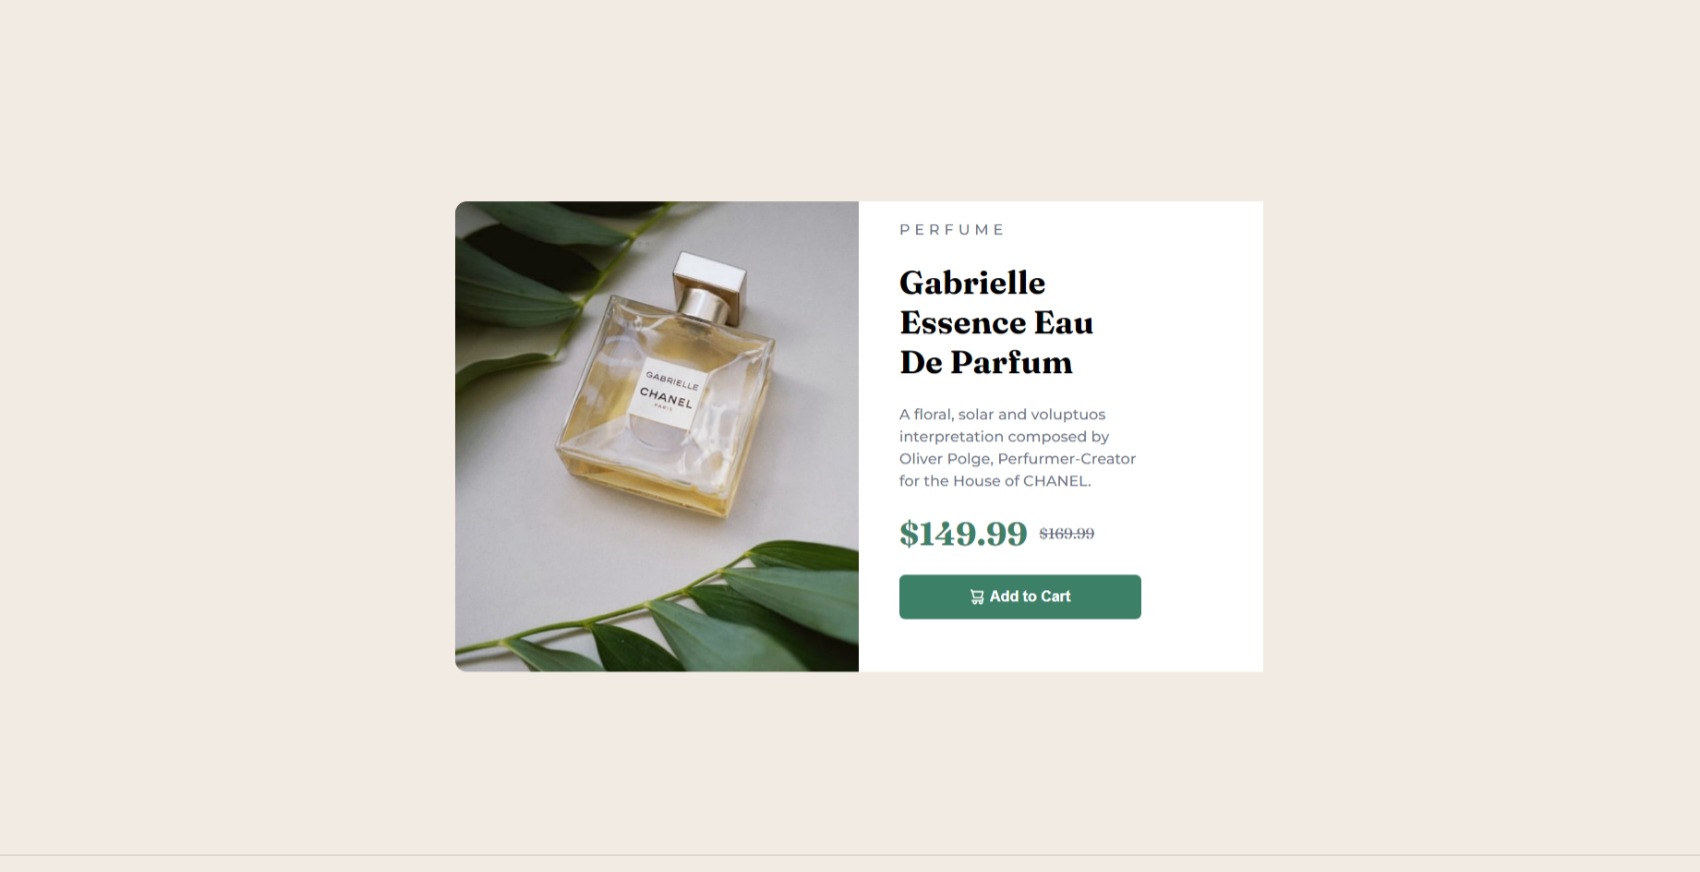 GABRIELLE
CHANEL
PARIS
PERFUME
Gabrielle
Essence Eau
De Parfum
A floral, solar and voluptuos
interpretation composed by
Oliver Polge, Perfurmer-Creator
for the House of CHANEL.
$149.99 $169.99
Add to Cart